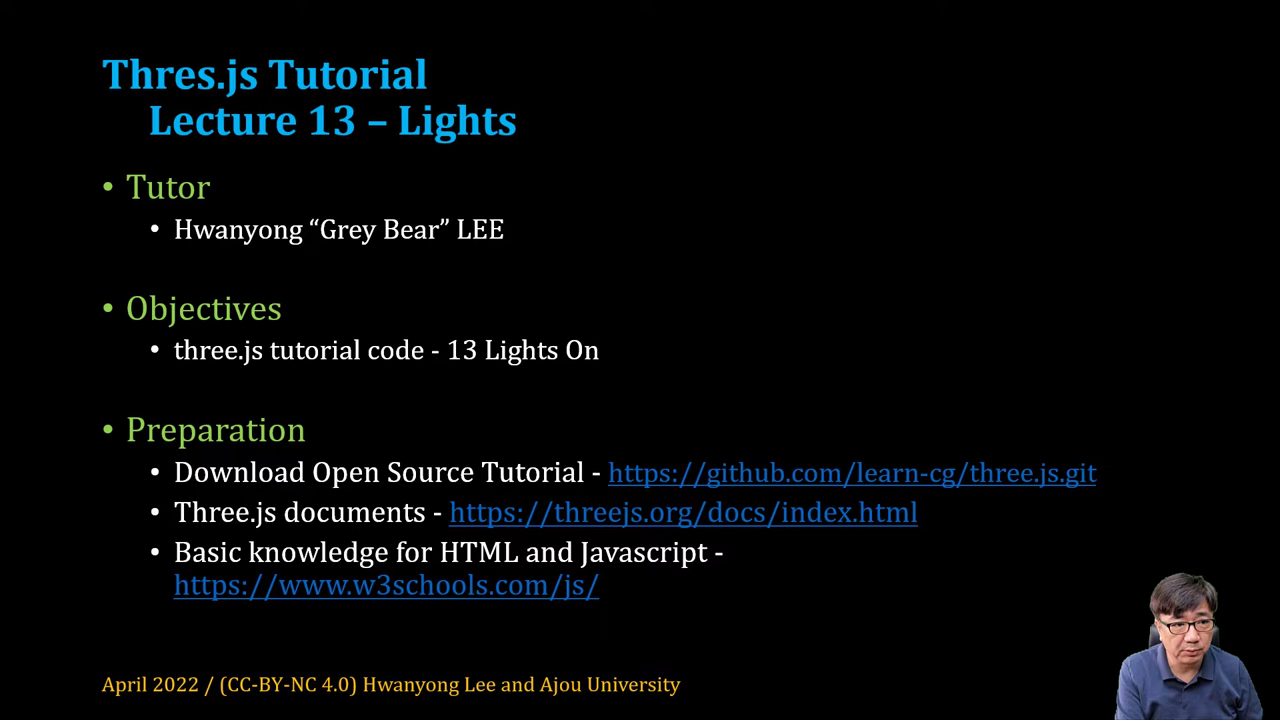 Thres.js Tutorial
Lecture 13 – Lights
• Tutor
• Hwanyong “Grey Bear” LEE
• Objectives
• three.js tutorial code - 13 Lights On
• Preparation
• Download Open Source Tutorial - https://github.com/learn-cg/three.js.git
• Three.js documents - https://threejs.org/docs/index.html
• Basic knowledge for HTML and Javascript -
https://www.w3schools.com/js/
April 2022 / (CC-BY-NC 4.0) Hwanyong Lee and Ajou University